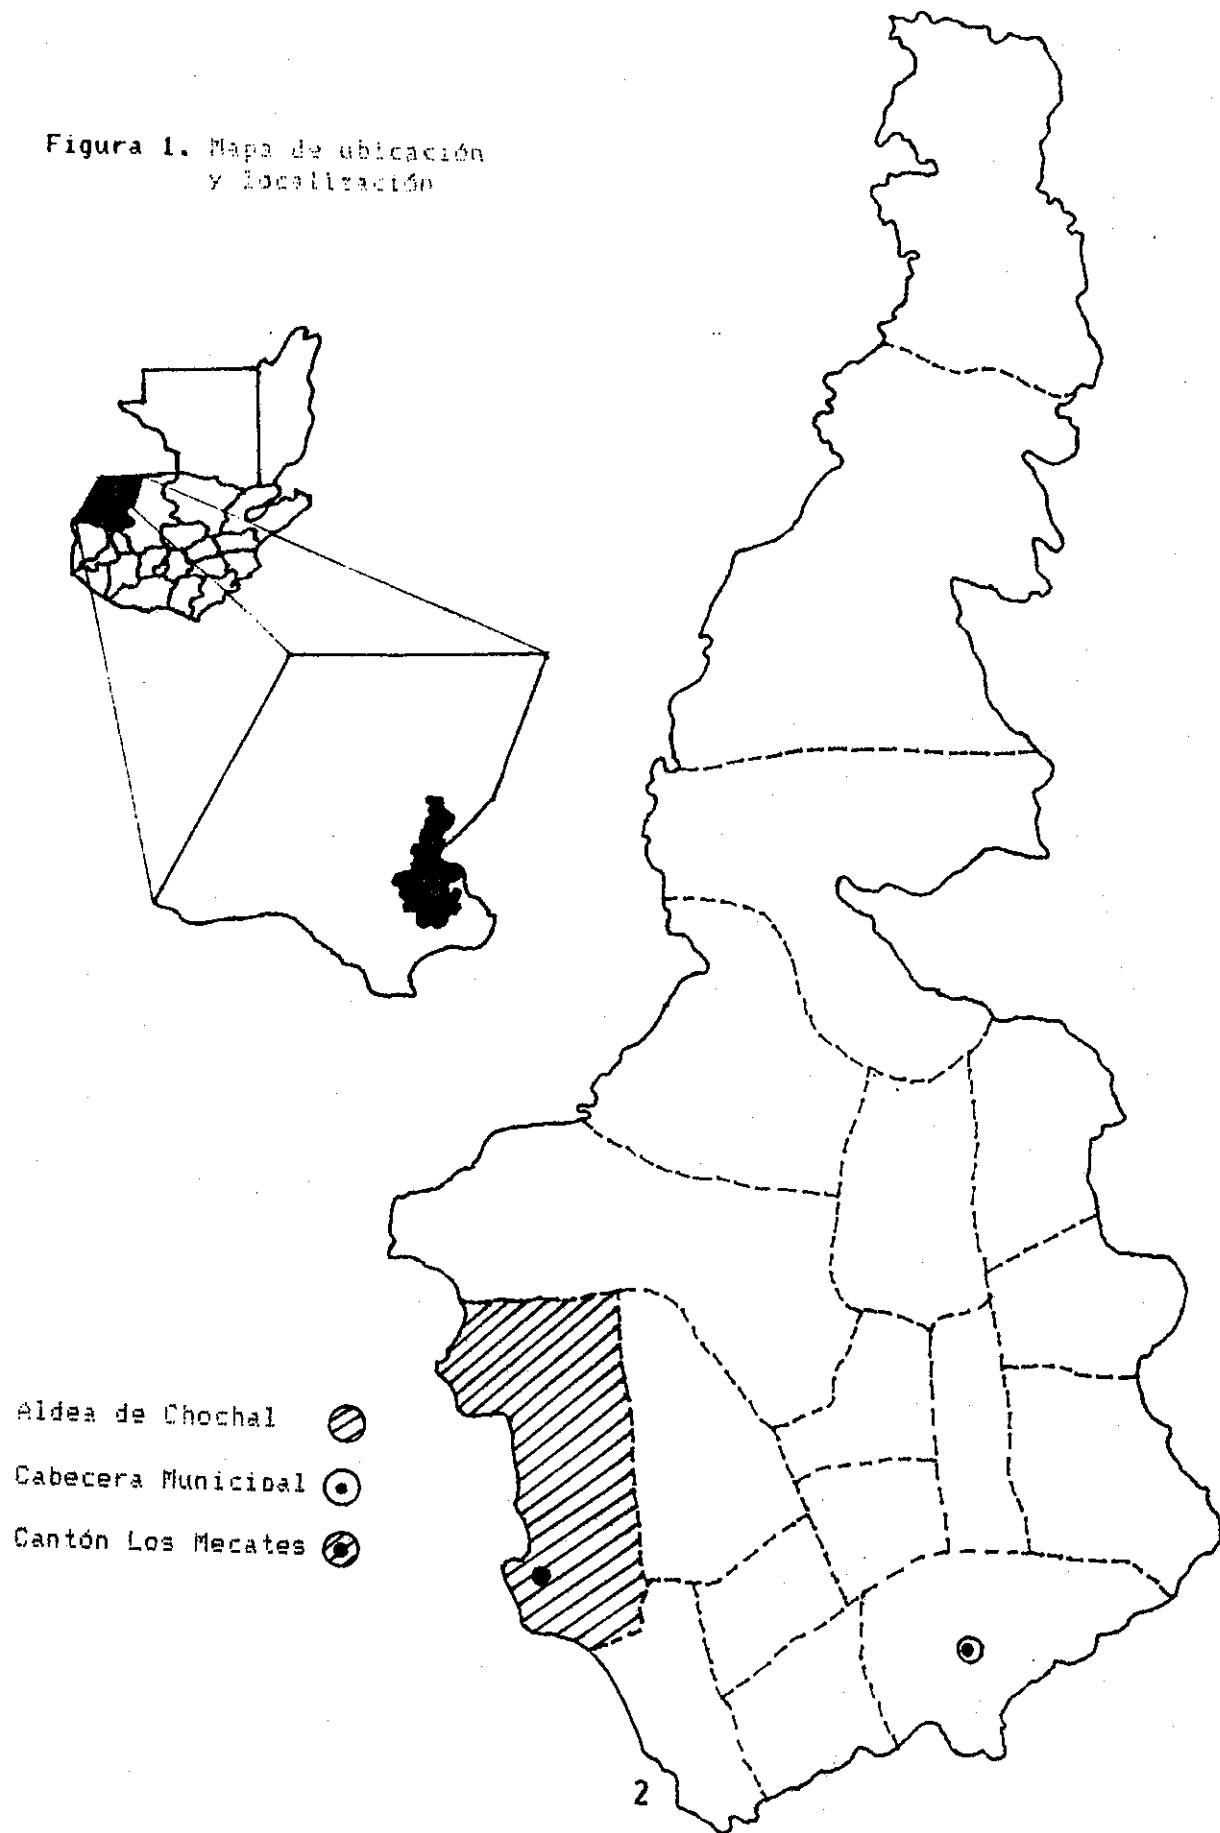 Figura 1. Mapa de ubicación
y localización
Aldea de Chochal
Cabecera Municipal
Cantón Los Mecates
2